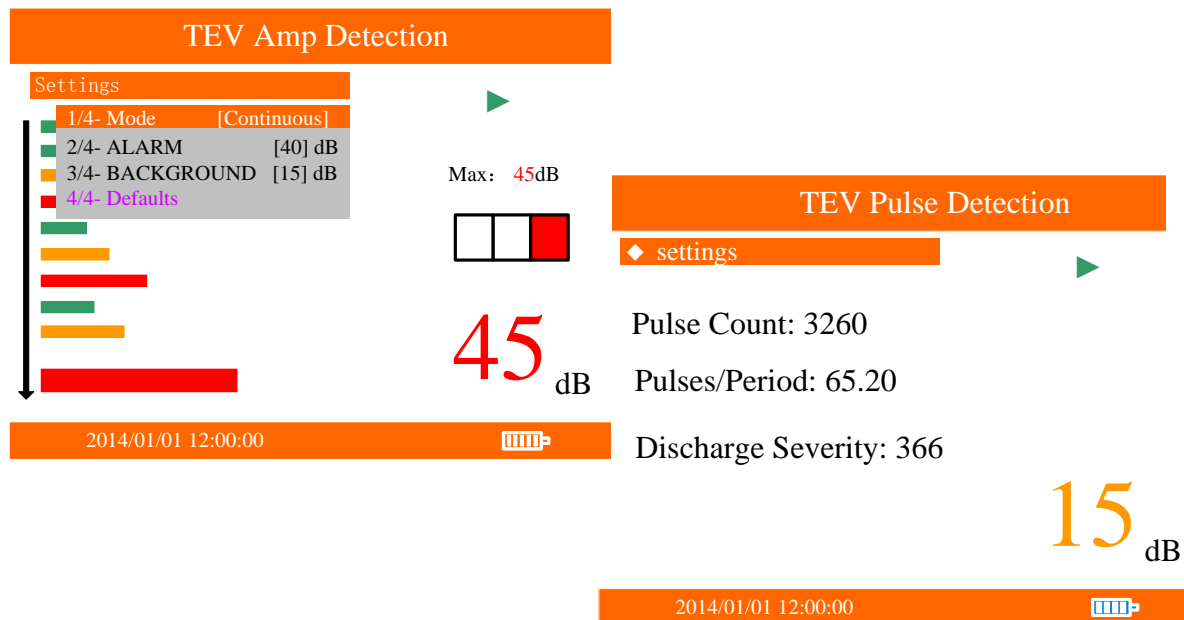 TEV Amp Detection
Settings
1/4- Mode [Continuous]
2/4- ALARM [40] dB
3/4- BACKGROUND [15] dB
4/4- Defaults
Max： 45dB
45 dB
2014/01/01 12:00:00
TEV Pulse Detection
◆ settings
Pulse Count: 3260
Pulses/Period: 65.20
Discharge Severity: 366
15 dB
2014/01/01 12:00:00